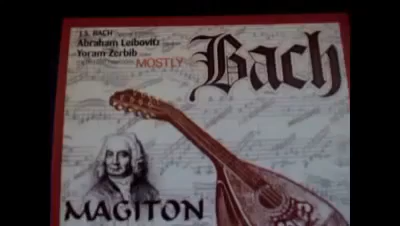 J.S. BACH
Abraham Leibovitz
Yoram Zerbib
MOSTLY
Bach
MAGITON